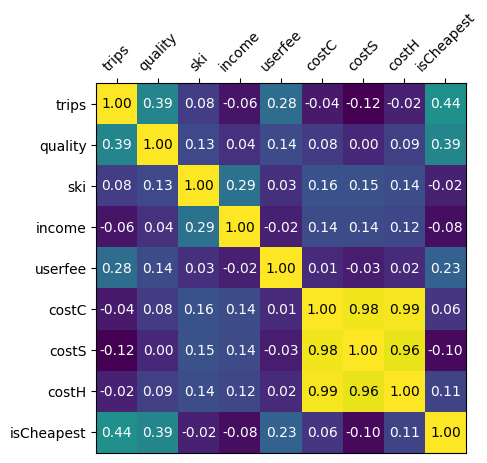 trips quality ski income userfee costC costS costH isCheapest
trips 1.00 0.39 0.08 -0.06 0.28 -0.04 -0.12 -0.02 0.44
quality 0.39 1.00 0.13 0.04 0.14 0.08 0.00 0.09 0.39
ski 0.08 0.13 1.00 0.29 0.03 0.16 0.15 0.14 -0.02
income -0.06 0.04 0.29 1.00 -0.02 0.14 0.14 0.12 -0.08
userfee 0.28 0.14 0.03 -0.02 1.00 0.01 -0.03 0.02 0.23
costC -0.04 0.08 0.16 0.14 0.01 1.00 0.98 0.99 0.06
costS -0.12 0.00 0.15 0.14 -0.03 0.98 1.00 0.96 -0.10
costH -0.02 0.09 0.14 0.12 0.02 0.99 0.96 1.00 0.11
isCheapest 0.44 0.39 -0.02 -0.08 0.23 0.06 -0.10 0.11 1.00